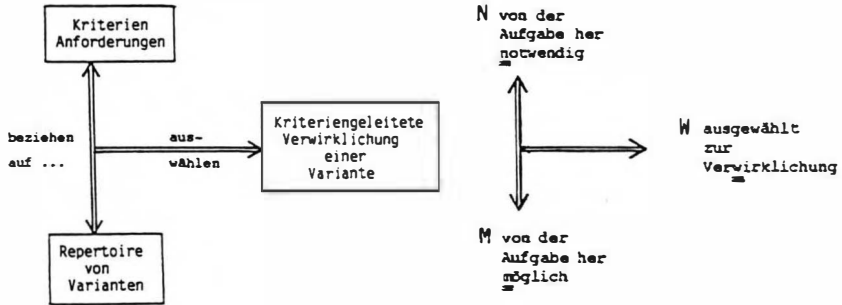 Kriterien
Anforderungen
beziehen
auf ...
aus-
wählen
Kriteriengeleitete
Verwirklichung
einer
Variante
Repertoire
von
Varianten
N von der
Aufgabe her
notwendig
W ausgewählt
zur
Verwirklichung
M von der
Aufgabe her
möglich